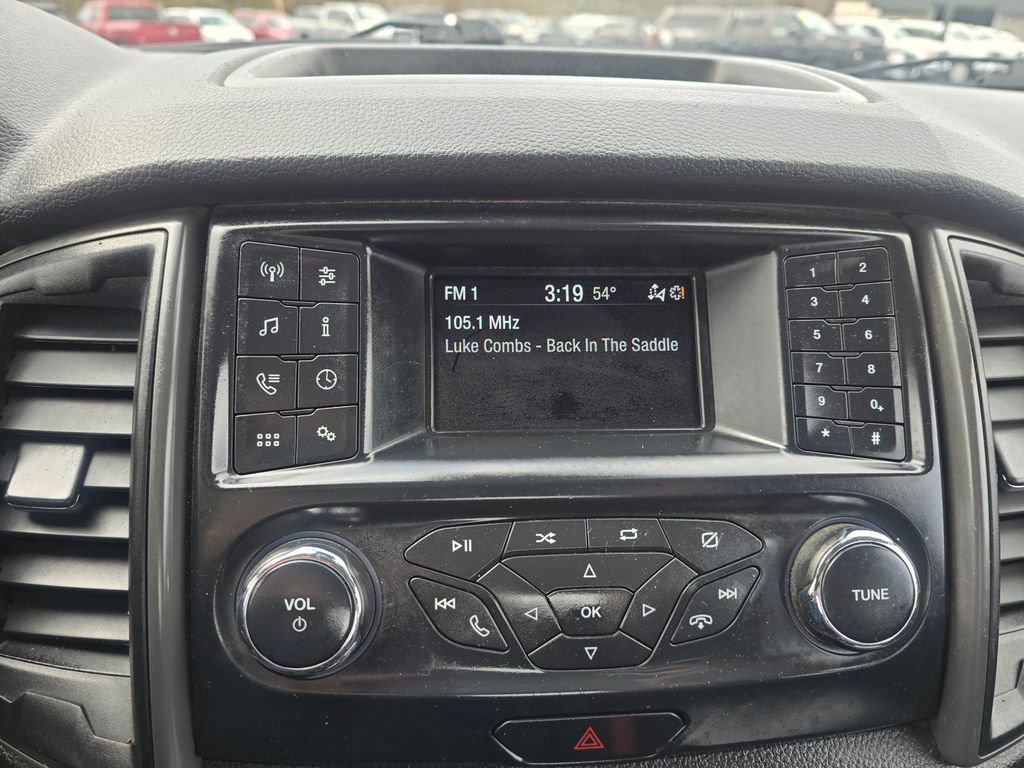 FM 1 3:19 54°
105.1 MHz
Luke Combs - Back In The Saddle
1 2
3 4
5 6
7 8
9 0+
* #
i
VOL
OK
TUNE